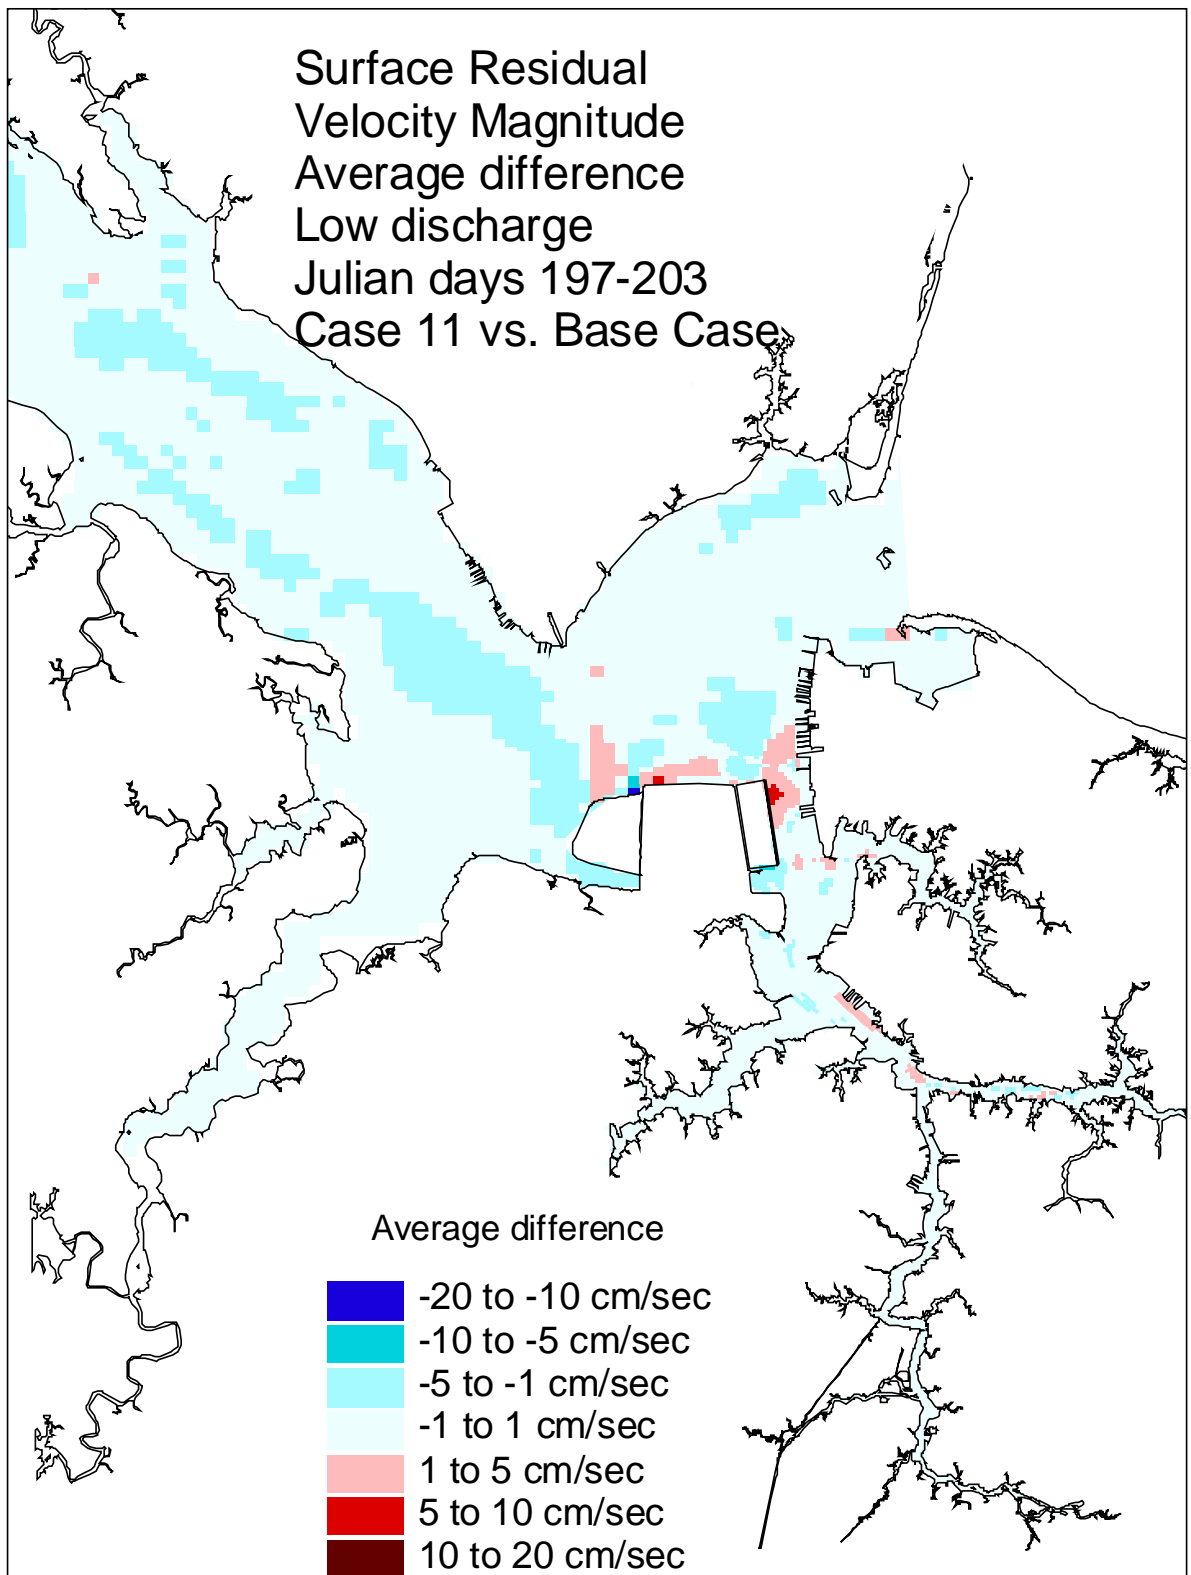 Surface Residual
Velocity Magnitude
Average difference
Low discharge
Julian days 197-203
Case 11 vs. Base Case
Average difference
-20 to -10 cm/sec
-10 to -5 cm/sec
-5 to -1 cm/sec
-1 to 1 cm/sec
1 to 5 cm/sec
5 to 10 cm/sec
10 to 20 cm/sec